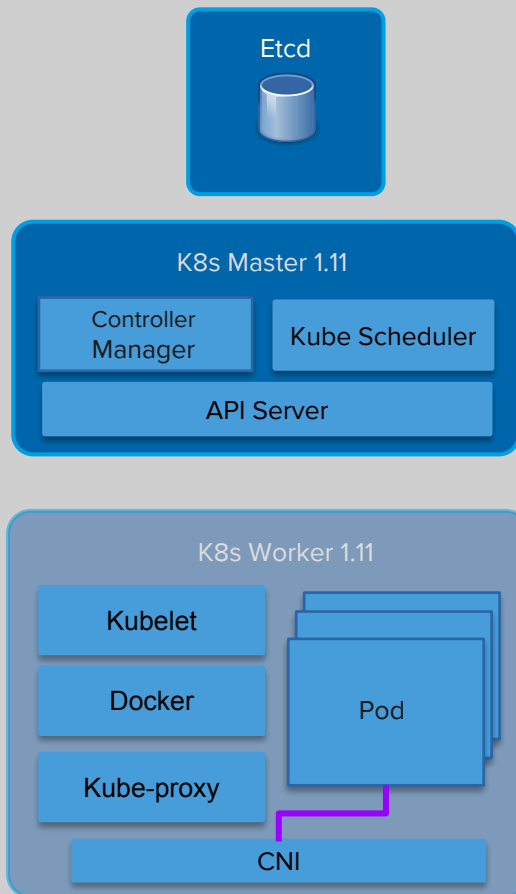 Etcd
K8s Master 1.11
Controller
Manager
Kube Scheduler
API Server
K8s Worker 1.11
Kubelet
Docker
Pod
Kube-proxy
CNI